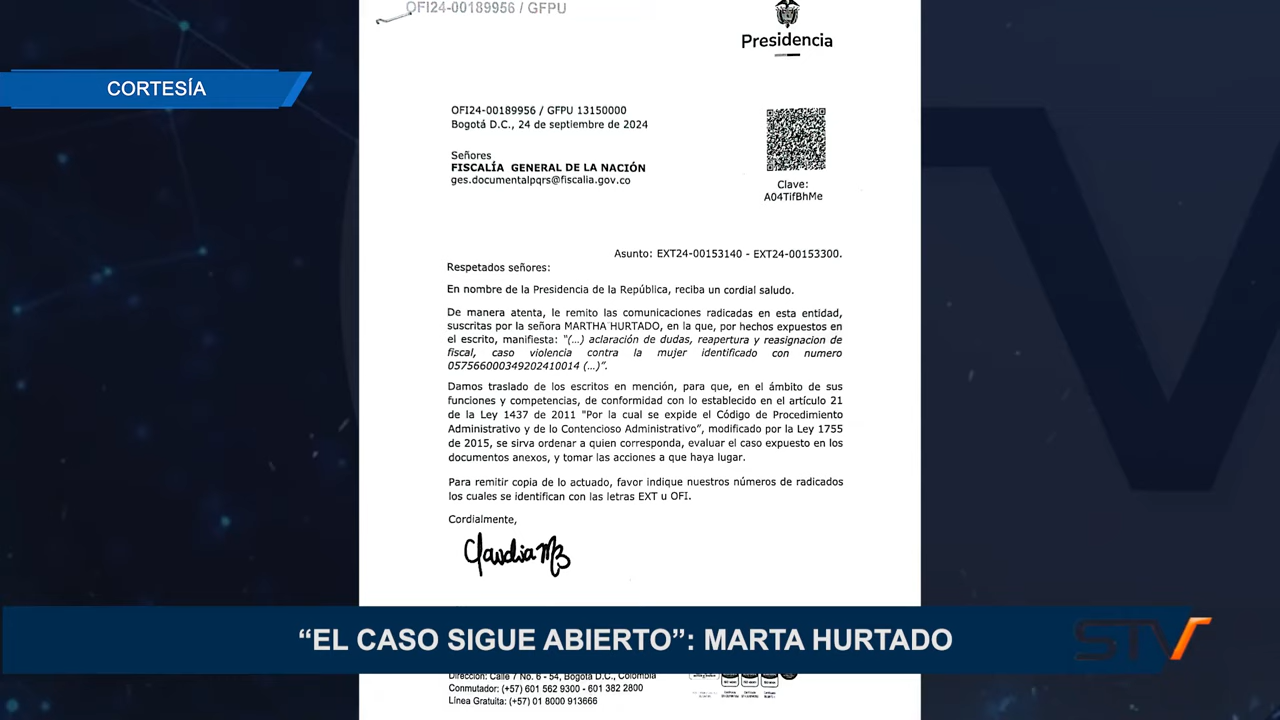 OFI24-00189956 / GFPU
Presidencia
CORTESÍA
OFI24-00189956 / GFPU 13150000
Bogotá D.C., 24 de septiembre de 2024
Señores
FISCALÍA GENERAL DE LA NACIÓN
ges.documentalpqrs@fiscalia.gov.co
Clave:
A04TifBhMe
Asunto: EXT24-00153140 - EXT24-00153300.
Respetados señores:
En nombre de la Presidencia de la República, reciba un cordial saludo.
De manera atenta, le remito las comunicaciones radicadas en esta entidad,
suscritas por la señora MARTHA HURTADO, en la que, por hechos expuestos en
el escrito, manifiesta: "(...) aclaración de dudas, reapertura y reasignacion de
fiscal, caso violencia contra la mujer identificado con numero
057566000349202410014 (...)".
Damos traslado de los escritos en mención, para que, en el ámbito de sus
funciones y competencias, de conformidad con lo establecido en el artículo 21
de la Ley 1437 de 2011 "Por la cual se expide el Código de Procedimiento
Administrativo y de lo Contencioso Administrativo", modificado por la Ley 1755
de 2015, se sirva ordenar a quien corresponda, evaluar el caso expuesto en los
documentos anexos, y tomar las acciones a que haya lugar.
Para remitir copia de lo actuado, favor indique nuestros números de radicados
los cuales se identifican con las letras EXT u OFI.
Cordialmente,
Claudia MB
“EL CASO SIGUE ABIERTO”: MARTA HURTADO
STV
Dirección: Calle 7 No. 6 - 54, Bogotá D.C., Colombia
Conmutador: (+57) 601 562 9300 - 601 382 2800
Línea Gratuita: (+57) 01 8000 913666